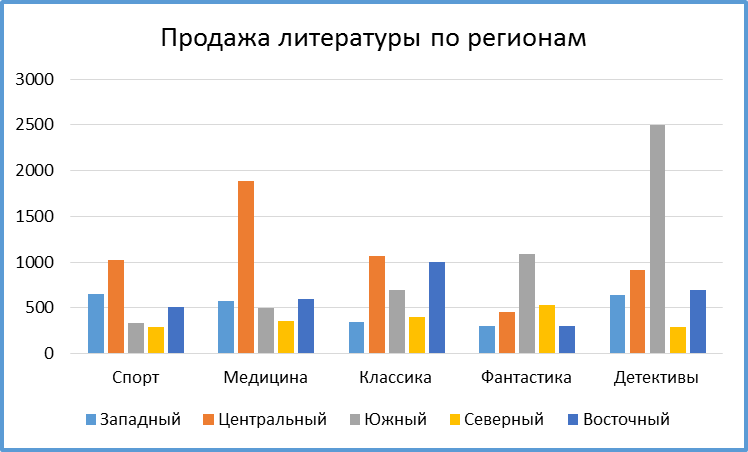 Продажа литературы по регионам
3000
2500
2000
1500
1000
500
0
Спорт Медицина Классика Фантастика Детективы
Западный Центральный Южный Северный Восточный